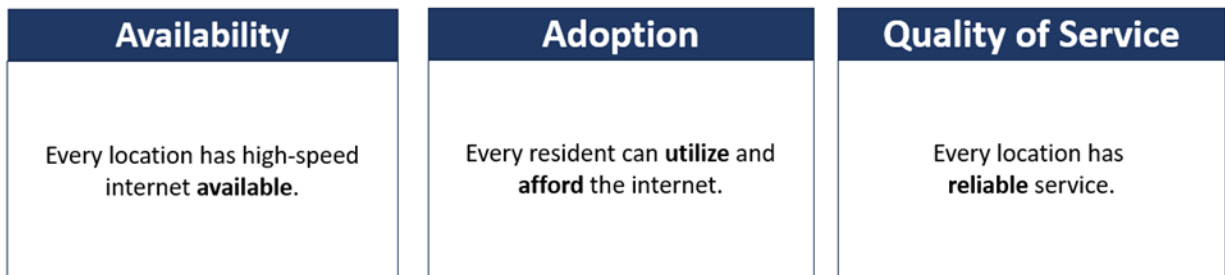 Availability
Every location has high-speed
internet available.
Adoption
Every resident can utilize and
afford the internet.
Quality of Service
Every location has
reliable service.